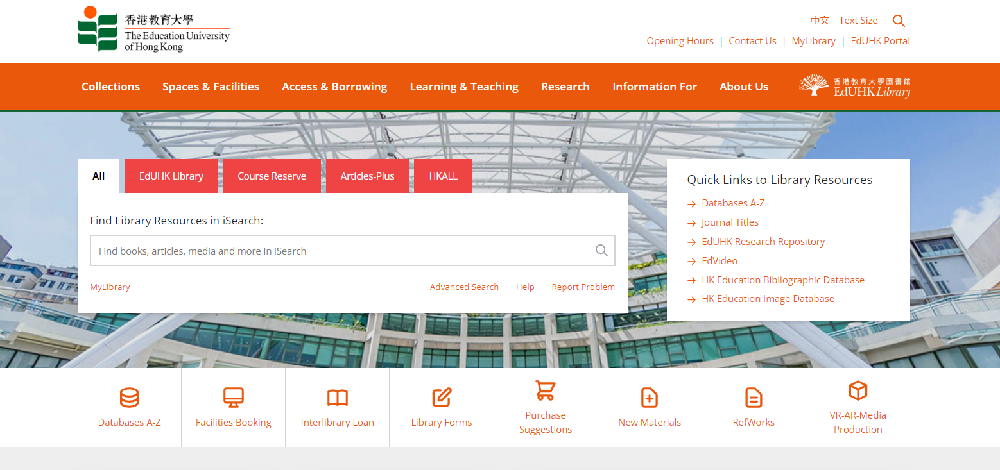 香港教育大學
The Education University
of Hong Kong
中文 Text Size
Opening Hours | Contact Us | MyLibrary | EdUHK Portal
Collections Spaces & Facilities Access & Borrowing Learning & Teaching Research Information For About Us
香港教育大學圖書館
EdUHK Library
All EdUHK Library Course Reserve Articles-Plus HKALL
Find Library Resources in iSearch:
Find books, articles, media and more in iSearch
MyLibrary Advanced Search Help Report Problem
Quick Links to Library Resources
Databases A-Z
Journal Titles
EdUHK Research Repository
EdVideo
HK Education Bibliographic Database
HK Education Image Database
Databases A-Z
Facilities Booking
Interlibrary Loan
Library Forms
Purchase
Suggestions
New Materials
RefWorks
VR-AR-Media
Production